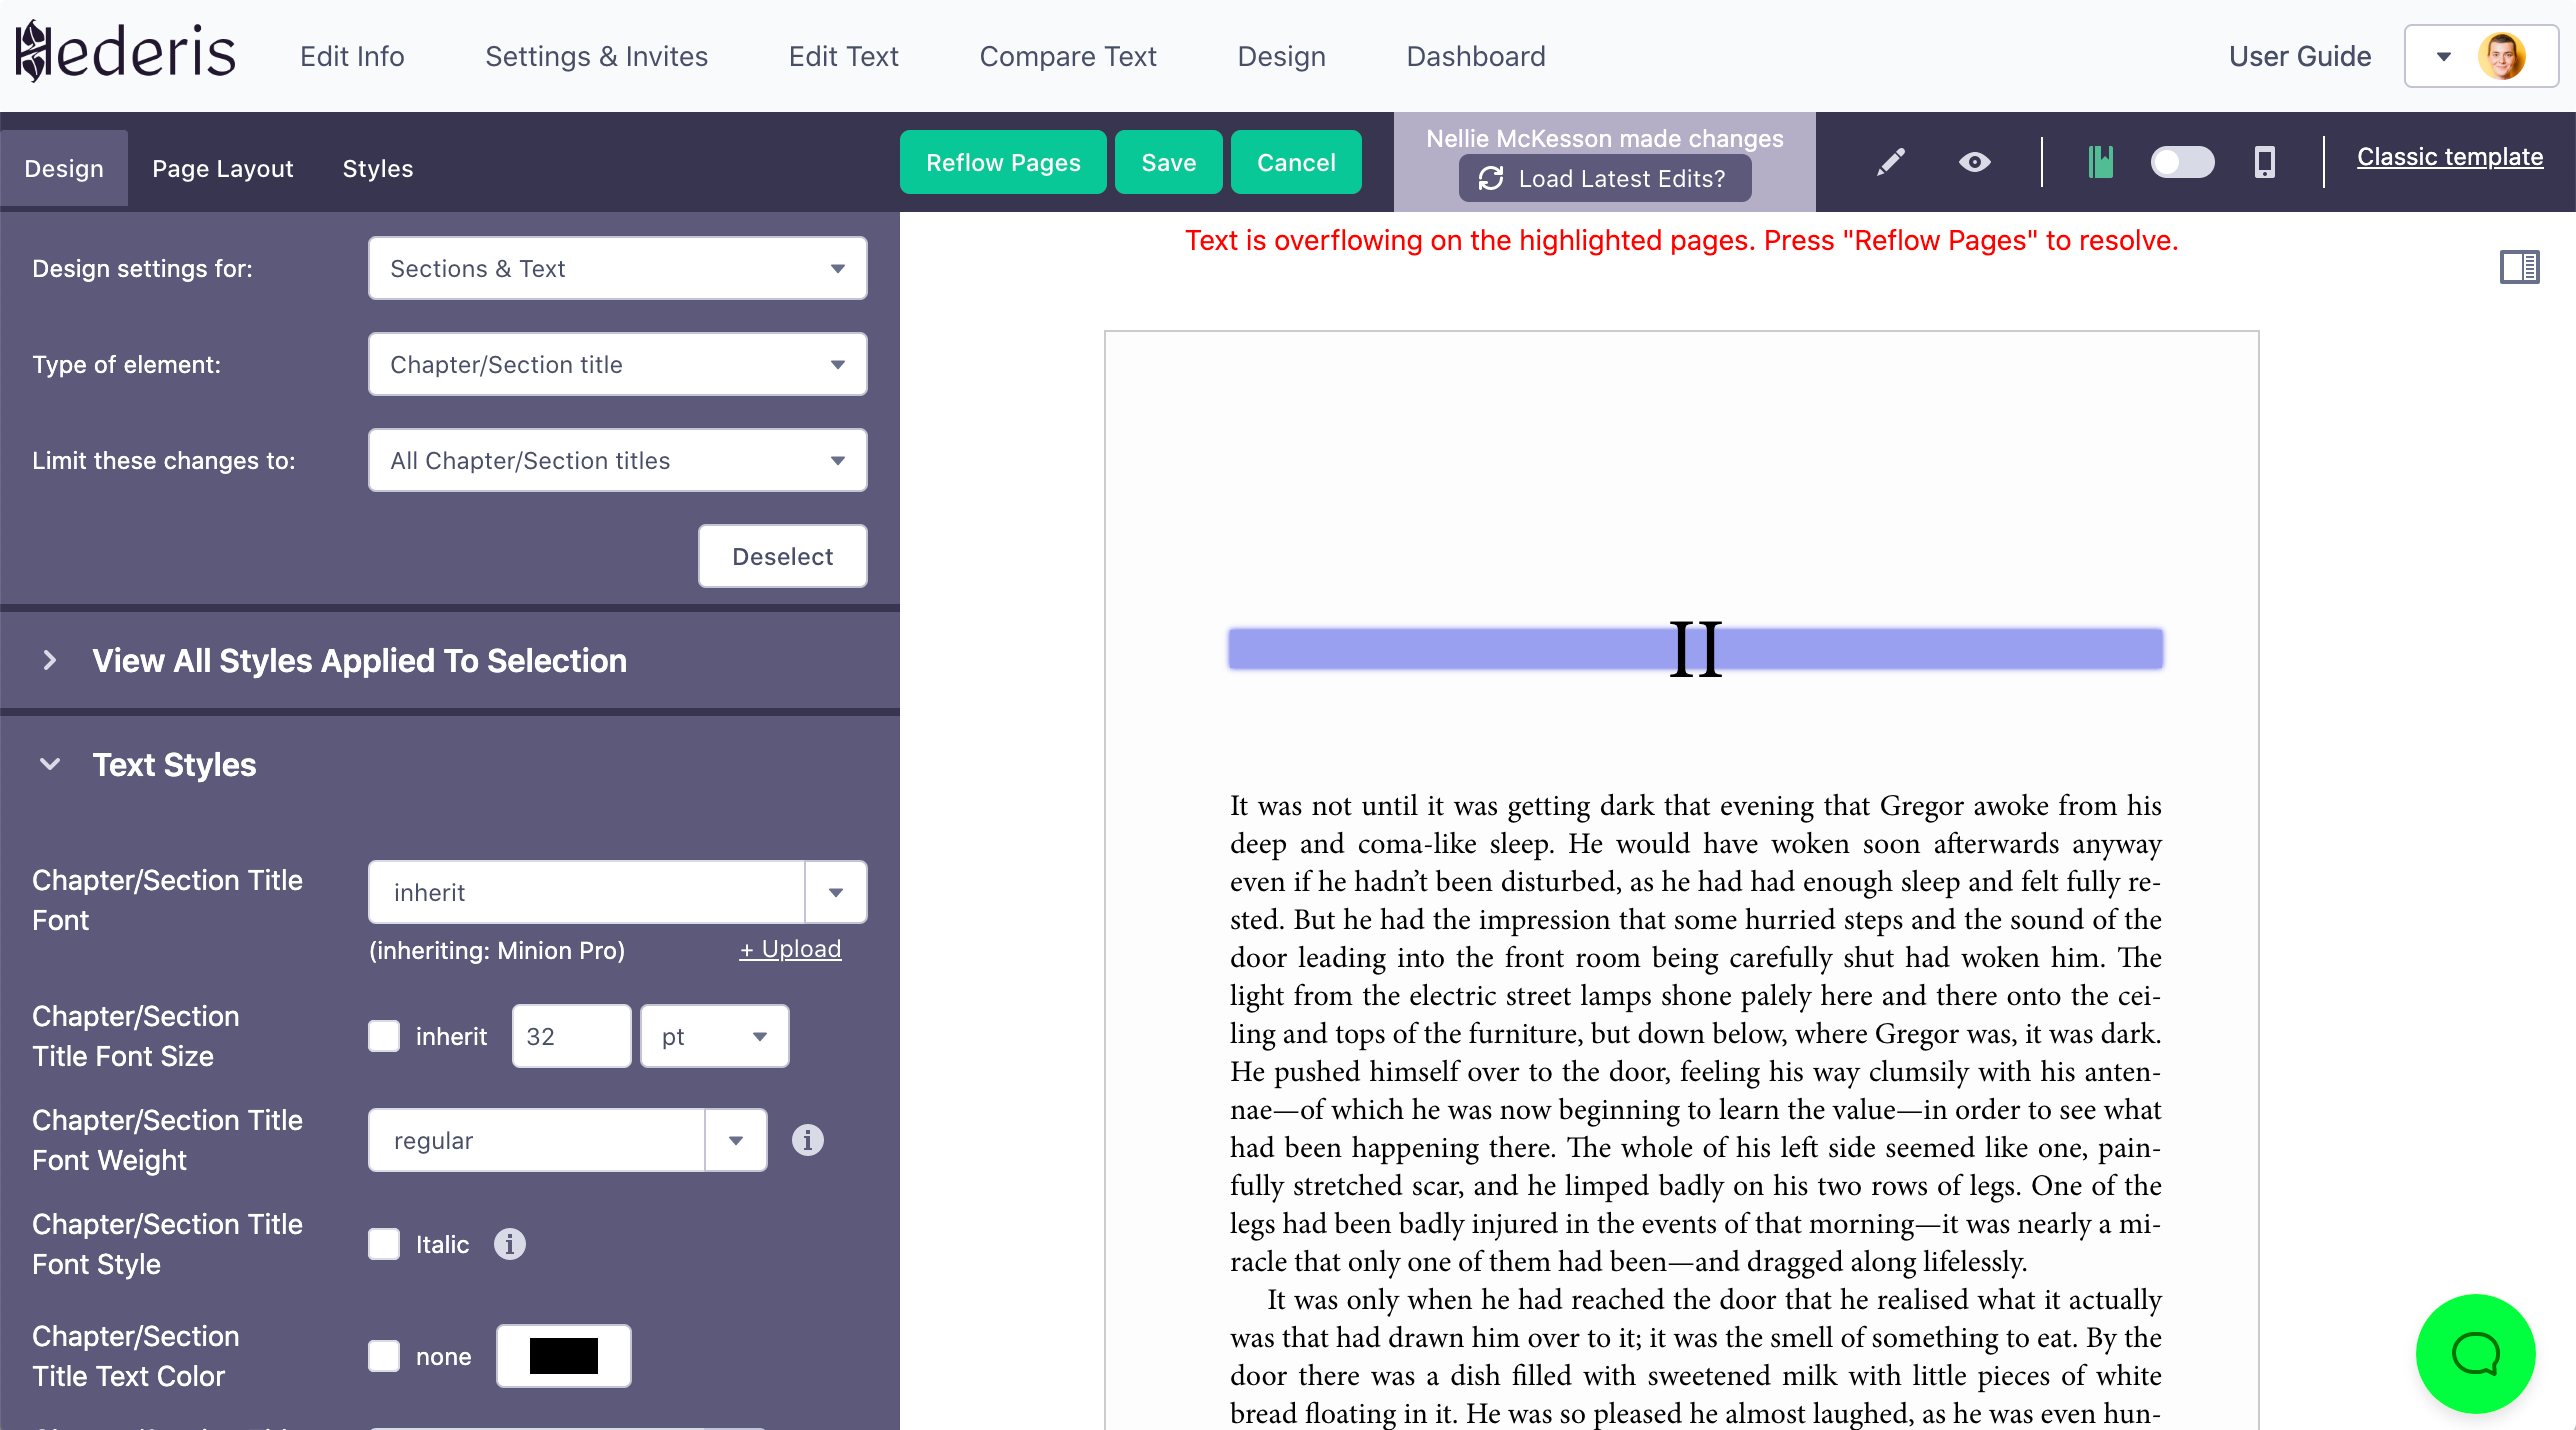 Hederis
Edit Info
Settings & Invites
Edit Text
Compare Text
Design
Dashboard
User Guide
Design
Page Layout
Styles
Reflow Pages
Save
Cancel
Nellie McKesson made changes
Load Latest Edits?
Classic template
Design settings for:
Sections & Text
Type of element:
Chapter/Section title
Limit these changes to:
All Chapter/Section titles
Deselect
View All Styles Applied To Selection
Text Styles
Chapter/Section Title
Font
inherit
(inheriting: Minion Pro)
+ Upload
Chapter/Section
Title Font Size
inherit
32
pt
Chapter/Section Title
Font Weight
regular
Chapter/Section Title
Font Style
Italic
Chapter/Section
Title Text Color
none
Text is overflowing on the highlighted pages. Press "Reflow Pages" to resolve.
II
It was not until it was getting dark that evening that Gregor awoke from his
deep and coma-like sleep. He would have woken soon afterwards anyway
even if he hadn’t been disturbed, as he had had enough sleep and felt fully re-
sted. But he had the impression that some hurried steps and the sound of the
door leading into the front room being carefully shut had woken him. The
light from the electric street lamps shone palely here and there onto the cei-
ling and tops of the furniture, but down below, where Gregor was, it was dark.
He pushed himself over to the door, feeling his way clumsily with his anten-
nae—of which he was now beginning to learn the value—in order to see what
had been happening there. The whole of his left side seemed like one, pain-
fully stretched scar, and he limped badly on his two rows of legs. One of the
legs had been badly injured in the events of that morning—it was nearly a mi-
racle that only one of them had been—and dragged along lifelessly.
It was only when he had reached the door that he realised what it actually
was that had drawn him over to it; it was the smell of something to eat. By the
door there was a dish filled with sweetened milk with little pieces of white
bread floating in it. He was so pleased he almost laughed, as he was even hun-